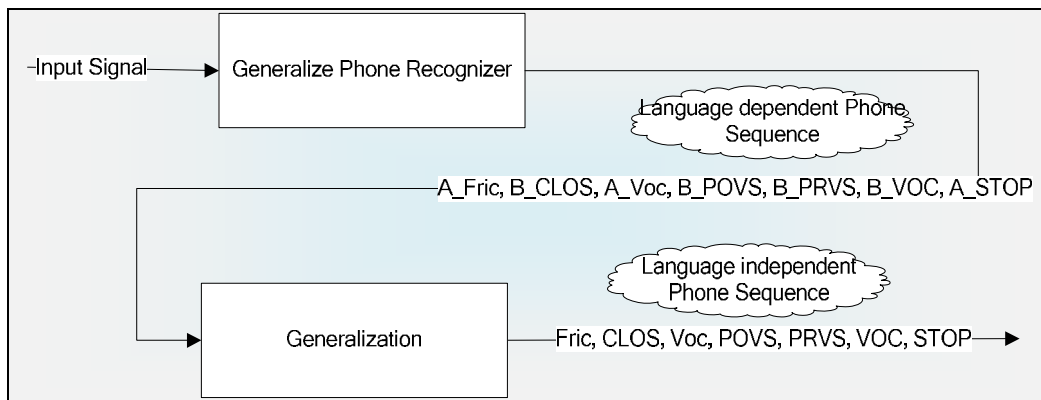 Input Signal
Generalize Phone Recognizer
Language dependent Phone
Sequence
A_Fric, B_CLOS, A_Voc, B_POVS, B_PRVS, B_VOC, A_STOP
Language independent
Phone Sequence
Generalization
Fric, CLOS, Voc, POVS, PRVS, VOC, STOP